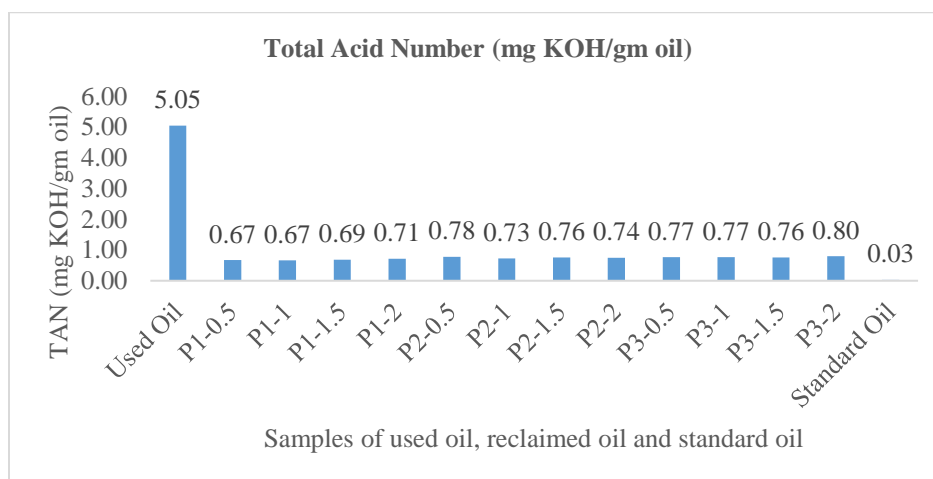 Total Acid Number (mg KOH/gm oil)
TAN (mg KOH/gm oil)
6.00
5.00
4.00
3.00
2.00
1.00
0.00
5.05
0.67
0.67
0.69
0.71
0.78
0.73
0.76
0.74
0.77
0.77
0.76
0.80
0.03
Used Oil
P1-0.5
P1-1
P1-1.5
P1-2
P2-0.5
P2-1
P2-1.5
P2-2
P3-0.5
P3-1
P3-1.5
P3-2
Standard Oil
Samples of used oil, reclaimed oil and standard oil